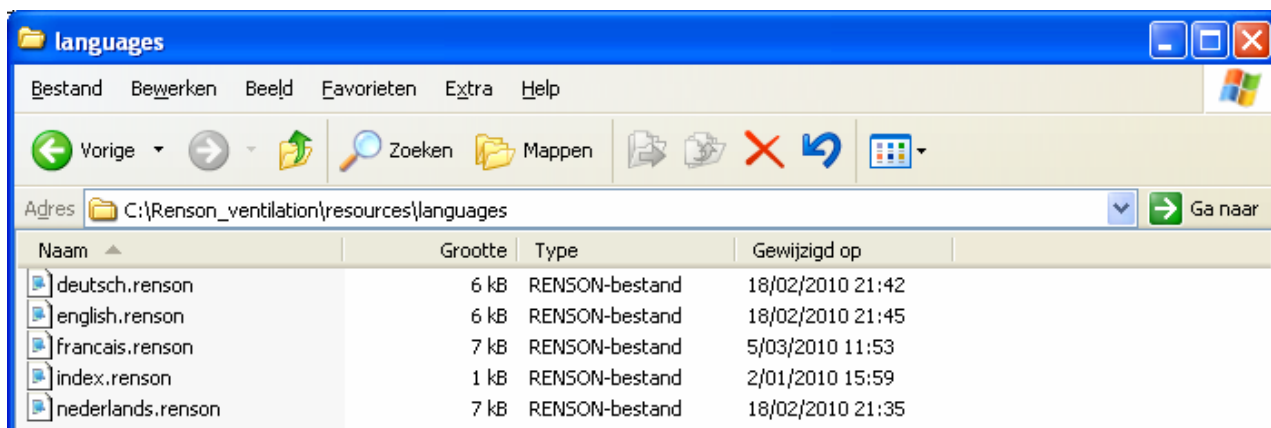 languages
Bestand Bewerken Beeld Favorieten Extra Help
Vorige Zoeken Mappen
Adres C:\Renson_ventilation\resources\languages Ga naar
Naam Grootte Type Gewijzigd op
deutsch.renson 6 kB RENSON-bestand 18/02/2010 21:42
english.renson 6 kB RENSON-bestand 18/02/2010 21:45
francais.renson 7 kB RENSON-bestand 5/03/2010 11:53
index.renson 1 kB RENSON-bestand 2/01/2010 15:59
nederlands.renson 7 kB RENSON-bestand 18/02/2010 21:35